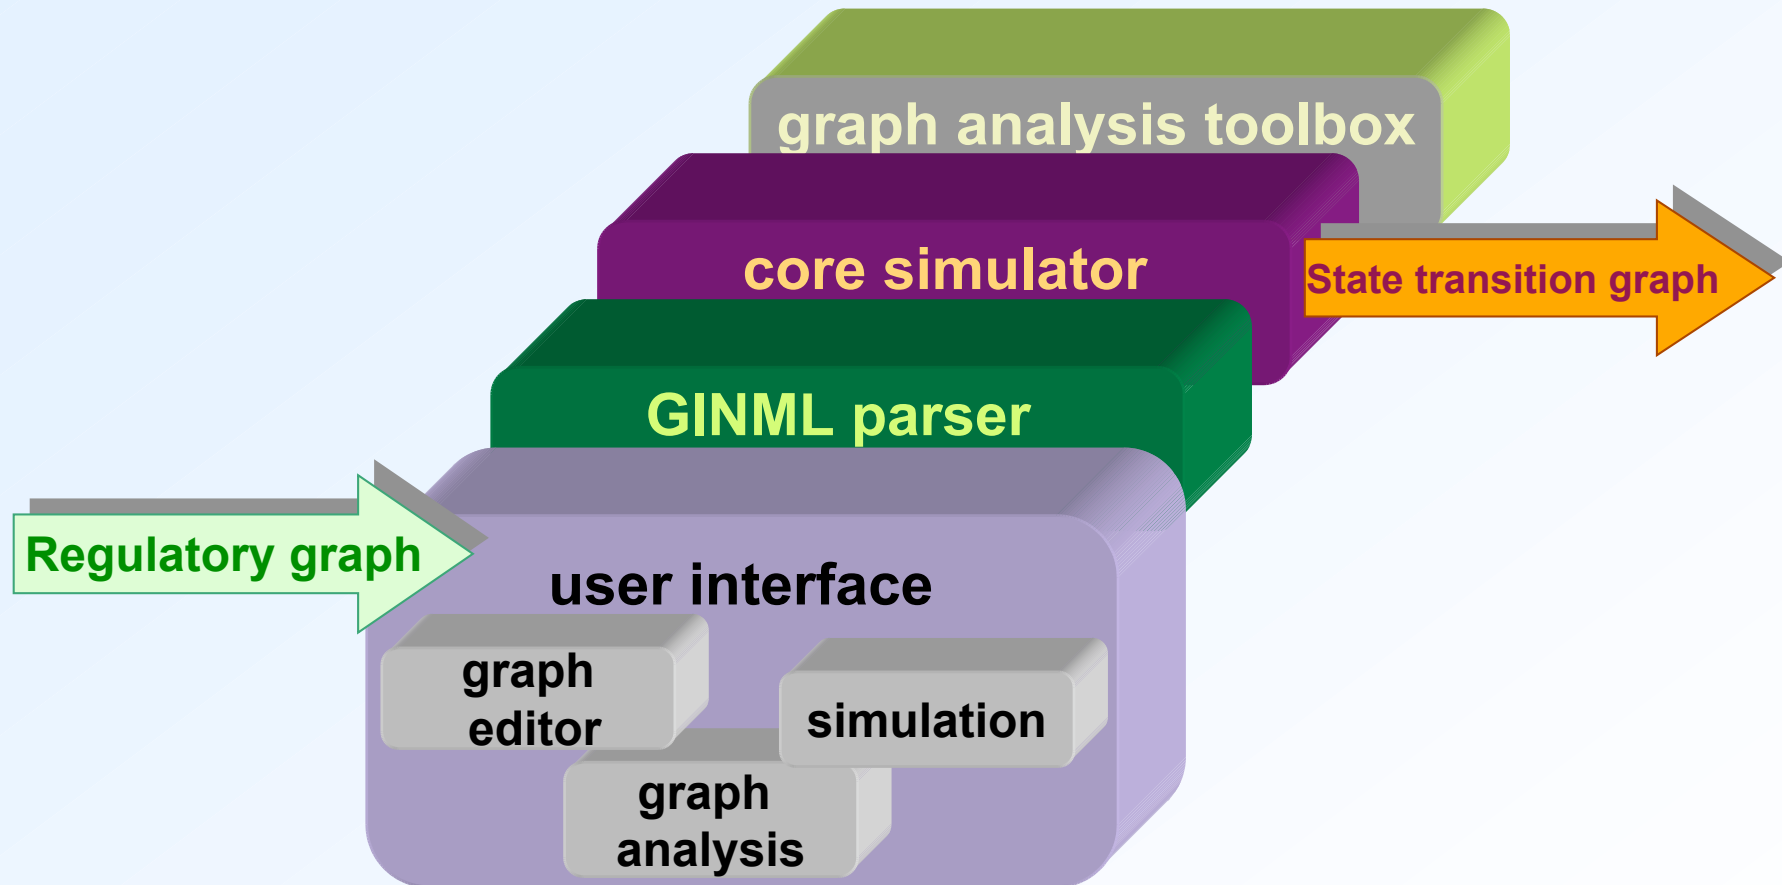 graph analysis toolbox
core simulator
State transition graph
GINML parser
Regulatory graph
user interface
graph
editor
simulation
graph
analysis